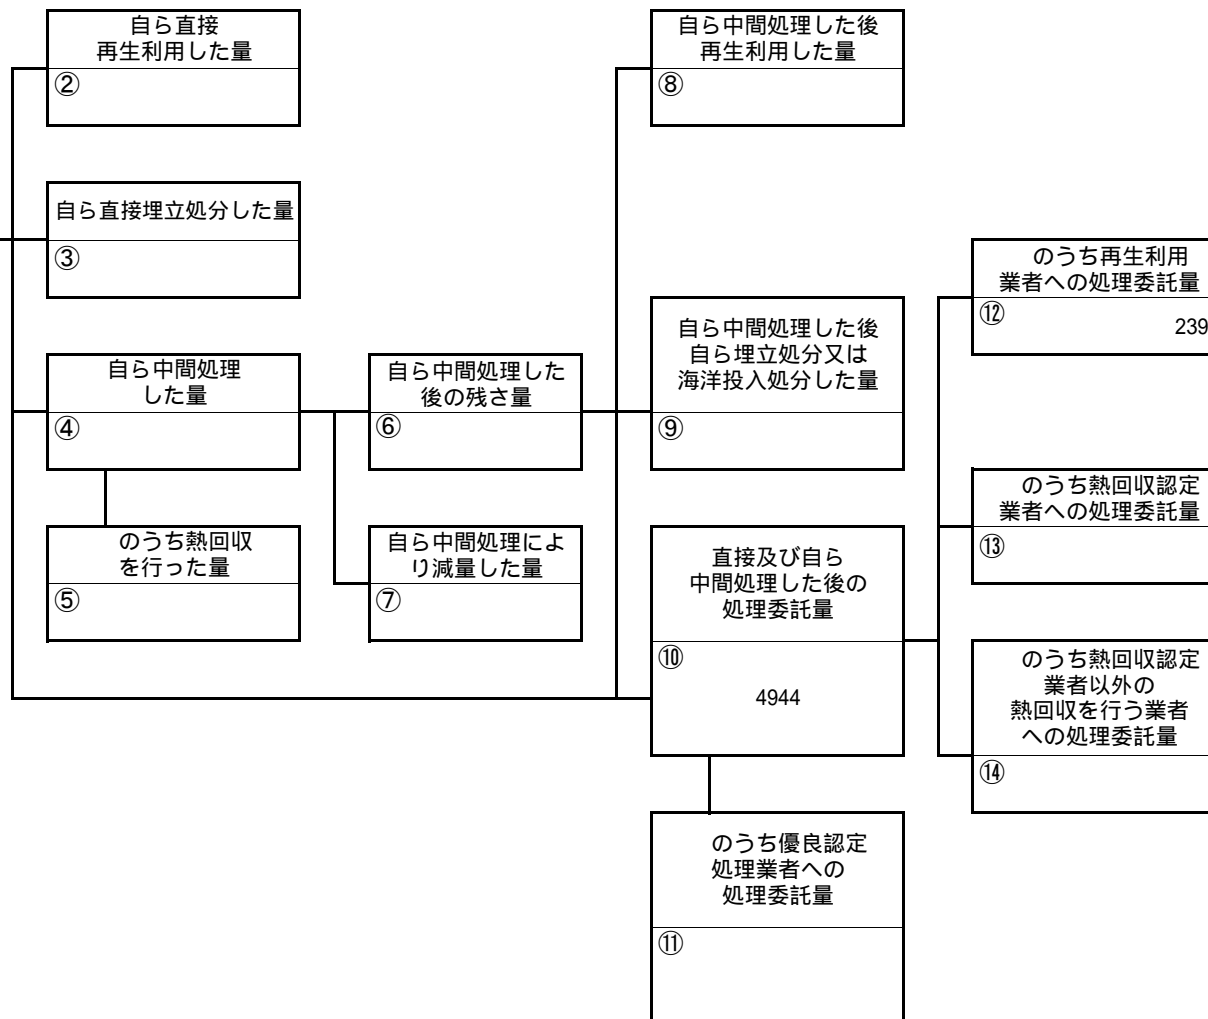 自ら直接
再生利用した量
②
自ら直接埋立処分した量
③
自ら中間処理
した量
④
のうち熱回収
を行った量
⑤
自ら中間処理した
後の残さ量
⑥
自ら中間処理によ
り減量した量
⑦
自ら中間処理した後
再生利用した量
⑧
自ら中間処理した後
自ら埋立処分又は
海洋投入処分した量
⑨
直接及び自ら
中間処理した後の
処理委託量
⑩
4944
のうち優良認定
処理業者への
処理委託量
⑪
のうち再生利用
業者への処理委託量
⑫
239
のうち熱回収認定
業者への処理委託量
⑬
のうち熱回収認定
業者以外の
熱回収を行う業者
への処理委託量
⑭